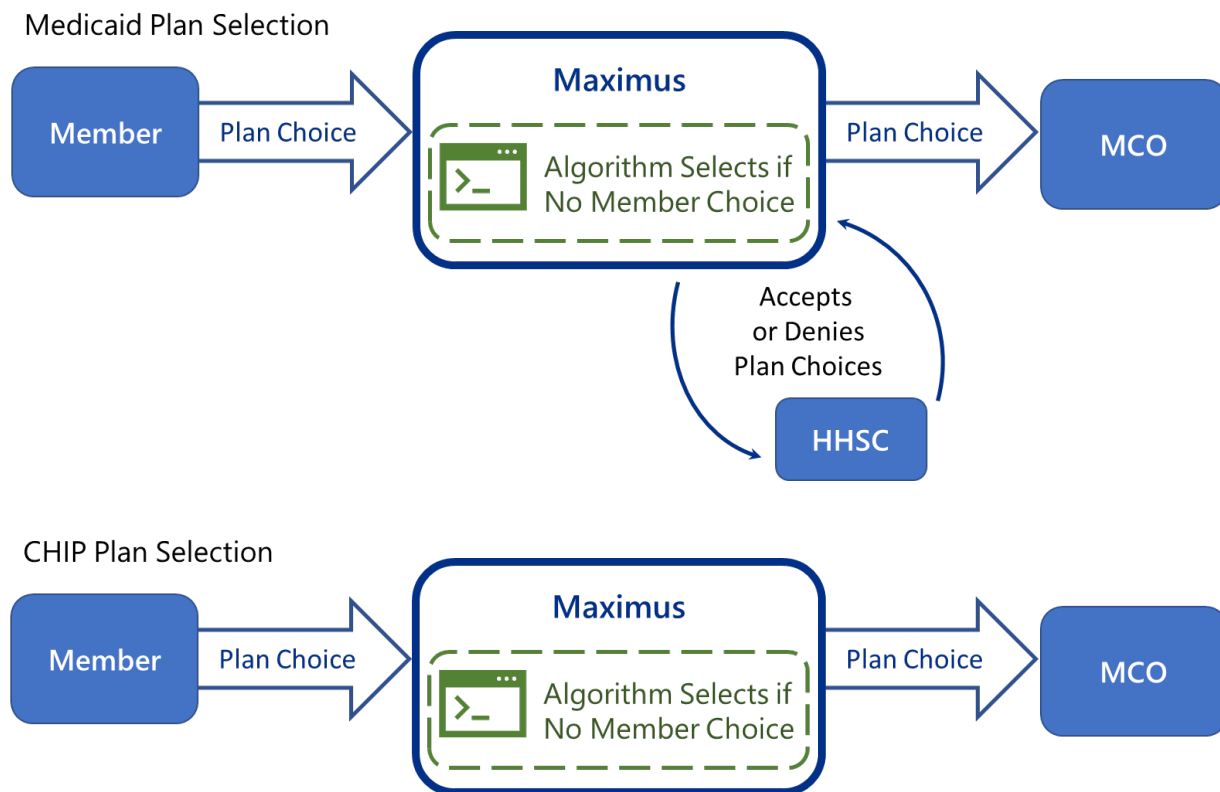 Medicaid Plan Selection
Member
Plan Choice
Maximus
>_
Algorithm Selects if
No Member Choice
Plan Choice
MCO
Accepts
or Denies
Plan Choices
HHSC
CHIP Plan Selection
Member
Plan Choice
Maximus
>_
Algorithm Selects if
No Member Choice
Plan Choice
MCO